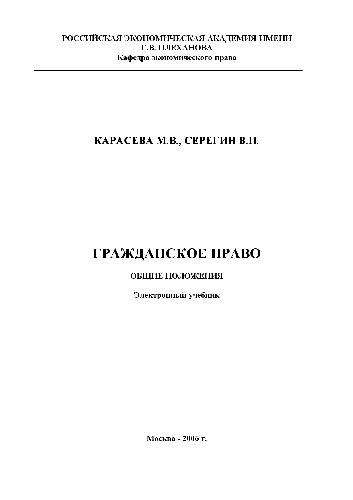 РОССИЙСКАЯ ЭКОНОМИЧЕСКАЯ АКАДЕМИЯ ИМЕНИ
Г.В. ПЛЕХАНОВА
Кафедра экономического права
КАРАСЕВА М.В., СЕРЕГИН В.П.
ГРАЖДАНСКОЕ ПРАВО
ОБЩИЕ ПОЛОЖЕНИЯ
Электронный учебник
Москва - 2006 г.